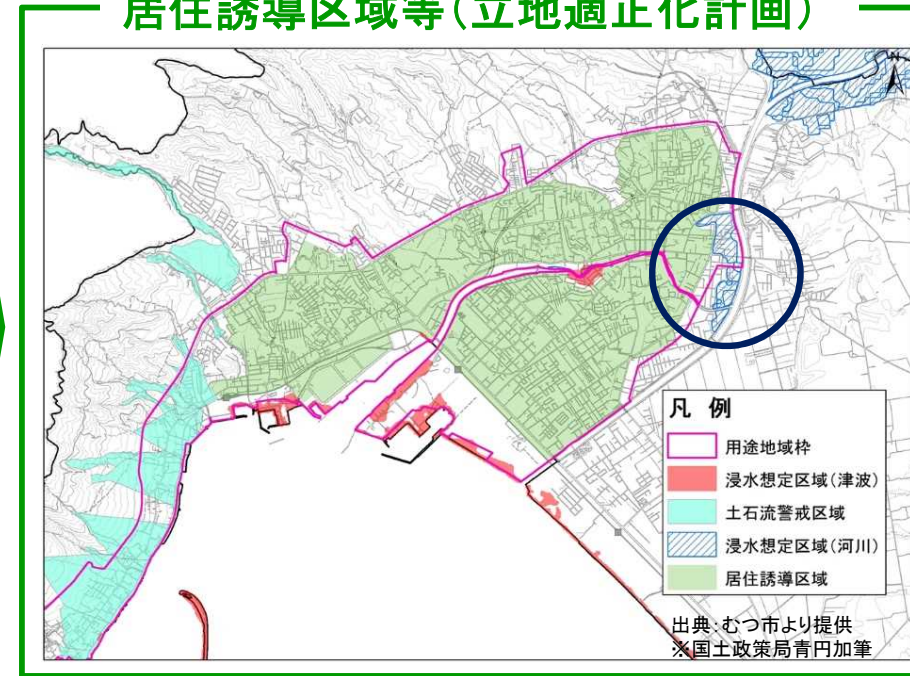 居住誘導区域等(立地適正化計画)
N
凡 例
用途地域枠
浸水想定区域(津波)
土石流警戒区域
浸水想定区域(河川)
居住誘導区域
出典:むつ市より提供
※国土政策局青円加筆